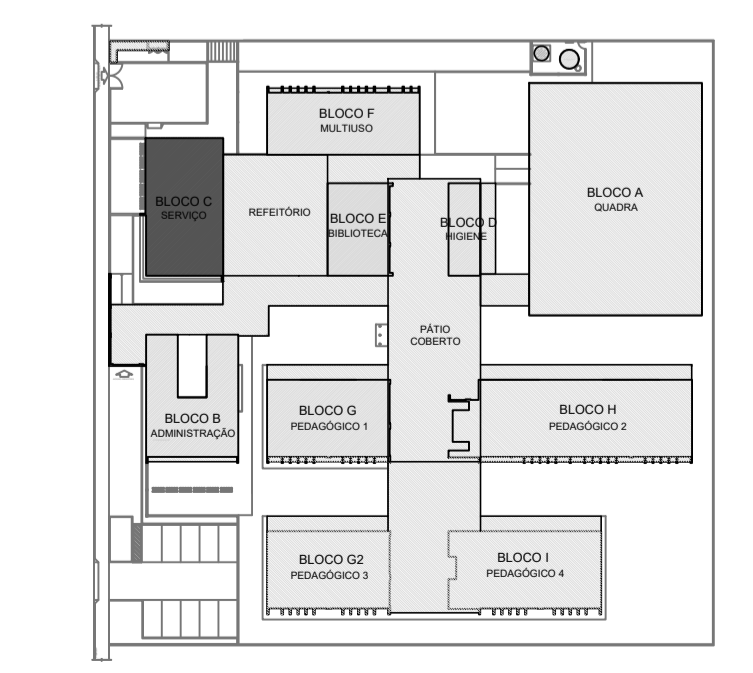 BLOCO F
MULTIUSO
BLOCO A
QUADRA
BLOCO C
SERVIÇO
REFEITÓRIO
BLOCO E
BIBLIOTECA
BLOCO D
HIGIENE
PÁTIO
COBERTO
BLOCO B
ADMINISTRAÇÃO
BLOCO G
PEDAGÓGICO 1
BLOCO H
PEDAGÓGICO 2
BLOCO G2
PEDAGÓGICO 3
BLOCO I
PEDAGÓGICO 4